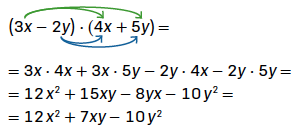 (3x − 2y) · (4x + 5y) =
= 3x · 4x + 3x · 5y − 2y · 4x − 2y · 5y =
= 12x² + 15xy − 8yx − 10y² =
= 12x² + 7xy − 10y²